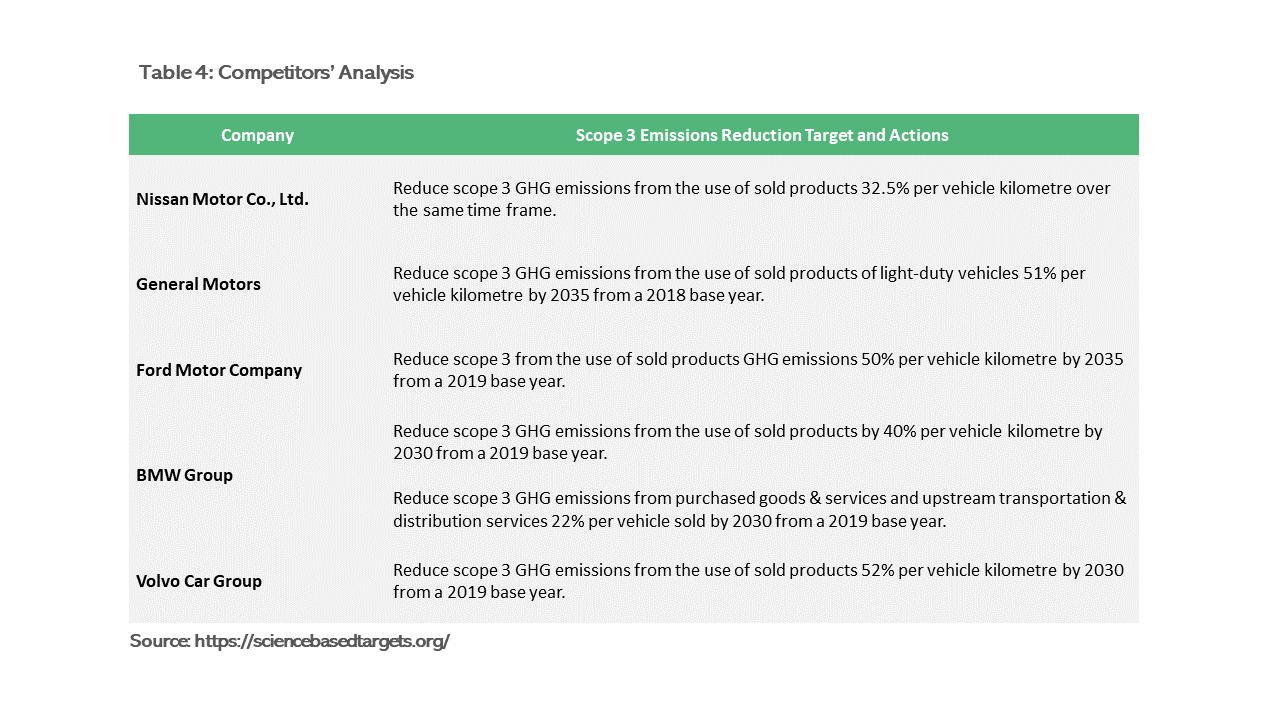 Table 4: Competitors’ Analysis
Company
Scope 3 Emissions Reduction Target and Actions
Nissan Motor Co., Ltd.
Reduce scope 3 GHG emissions from the use of sold products 32.5% per vehicle kilometre over
the same time frame.
General Motors
Reduce scope 3 GHG emissions from the use of sold products of light-duty vehicles 51% per
vehicle kilometre by 2035 from a 2018 base year.
Ford Motor Company
Reduce scope 3 from the use of sold products GHG emissions 50% per vehicle kilometre by 2035
from a 2019 base year.
BMW Group
Reduce scope 3 GHG emissions from the use of sold products by 40% per vehicle kilometre by
2030 from a 2019 base year.
Reduce scope 3 GHG emissions from purchased goods & services and upstream transportation &
distribution services 22% per vehicle sold by 2030 from a 2019 base year.
Volvo Car Group
Reduce scope 3 GHG emissions from the use of sold products 52% per vehicle kilometre by 2030
from a 2019 base year.
Source: https://sciencebasedtargets.org/